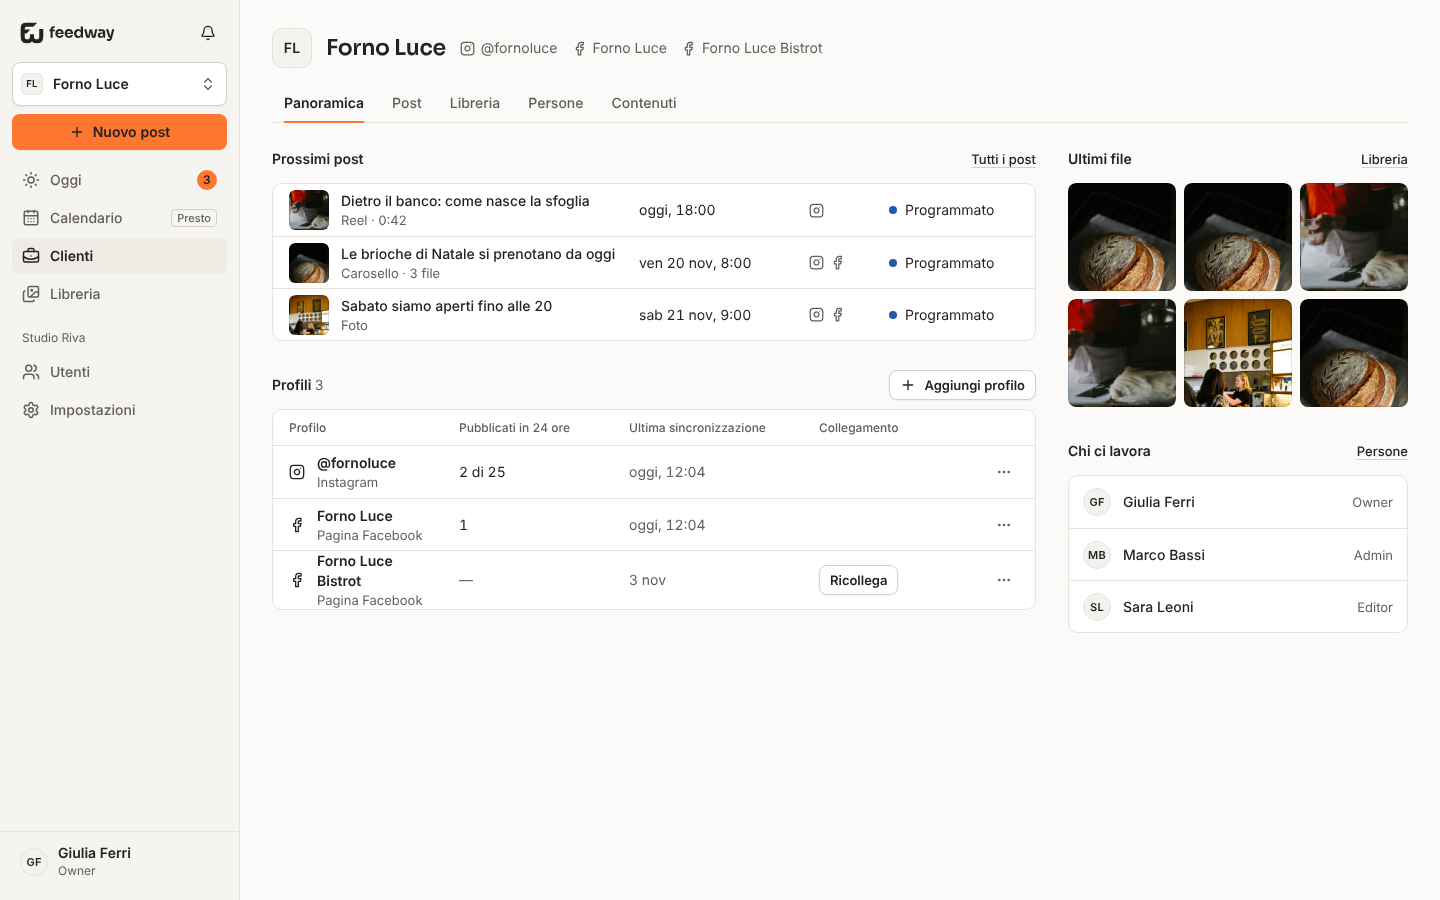 feedway
FL Forno Luce
Nuovo post
Oggi 3
Calendario Presto
Clienti
Libreria
Studio Riva
Utenti
Impostazioni
GF Giulia Ferri
Owner
FL Forno Luce @fornoluce Forno Luce Forno Luce Bistrot
Panoramica Post Libreria Persone Contenuti
Prossimi post Tutti i post
Dietro il banco: come nasce la sfoglia
Reel · 0:42
oggi, 18:00 Programmato
Le brioche di Natale si prenotano da oggi
Carosello · 3 file
ven 20 nov, 8:00 Programmato
Sabato siamo aperti fino alle 20
Foto
sab 21 nov, 9:00 Programmato
Profili 3 Aggiungi profilo
Profilo Pubblicati in 24 ore Ultima sincronizzazione Collegamento
@fornoluce
Instagram
2 di 25 oggi, 12:04
Forno Luce
Pagina Facebook
1 oggi, 12:04
Forno Luce
Bistrot
Pagina Facebook
— 3 nov Ricollega
Ultimi file Libreria
Chi ci lavora Persone
GF Giulia Ferri Owner
MB Marco Bassi Admin
SL Sara Leoni Editor